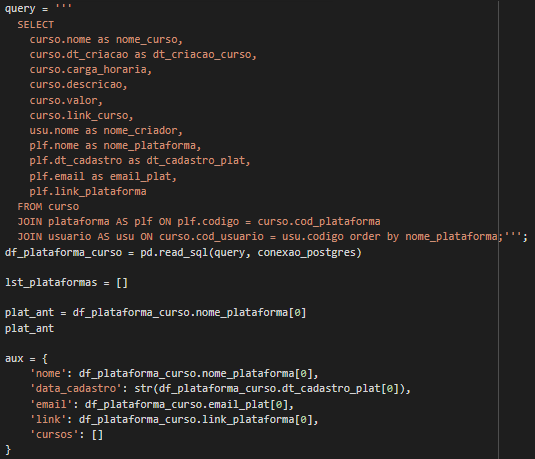 query = '''
  SELECT
    curso.nome as nome_curso,
    curso.dt_criacao as dt_criacao_curso,
    curso.carga_horaria,
    curso.descricao,
    curso.valor,
    curso.link_curso,
    usu.nome as nome_criador,
    plf.nome as nome_plataforma,
    plf.dt_cadastro as dt_cadastro_plat,
    plf.email as email_plat,
    plf.link_plataforma
  FROM curso
  JOIN plataforma AS plf ON plf.codigo = curso.cod_plataforma
  JOIN usuario AS usu ON curso.cod_usuario = usu.codigo order by nome_plataforma;''';
df_plataforma_curso = pd.read_sql(query, conexao_postgres)

lst_plataformas = []

plat_ant = df_plataforma_curso.nome_plataforma[0]
plat_ant

aux = {
    'nome': df_plataforma_curso.nome_plataforma[0],
    'data_cadastro': str(df_plataforma_curso.dt_cadastro_plat[0]),
    'email': df_plataforma_curso.email_plat[0],
    'link': df_plataforma_curso.link_plataforma[0],
    'cursos': []
}